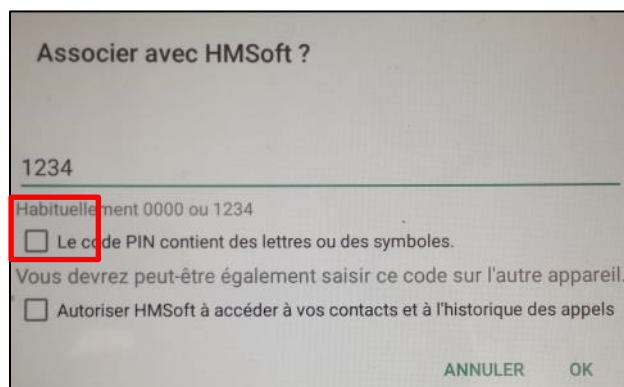 Associer avec HMSoft ?
1234
Habituellement 0000 ou 1234
Le code PIN contient des lettres ou des symboles.
Vous devrez peut-être également saisir ce code sur l'autre appareil.
Autoriser HMSoft à accéder à vos contacts et à l'historique des appels
ANNULER OK